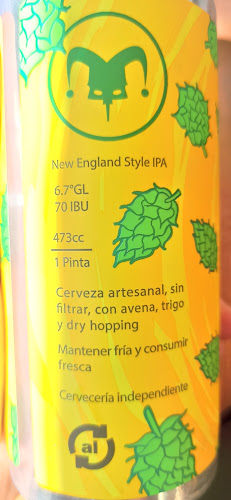 New England Style IPA
6.7°GL
70 IBU
473cc
1 Pinta
Cerveza artesanal, sin
filtrar, con avena, trigo
y dry hopping
Mantener fría y consumir
fresca
Cervecería independiente
al